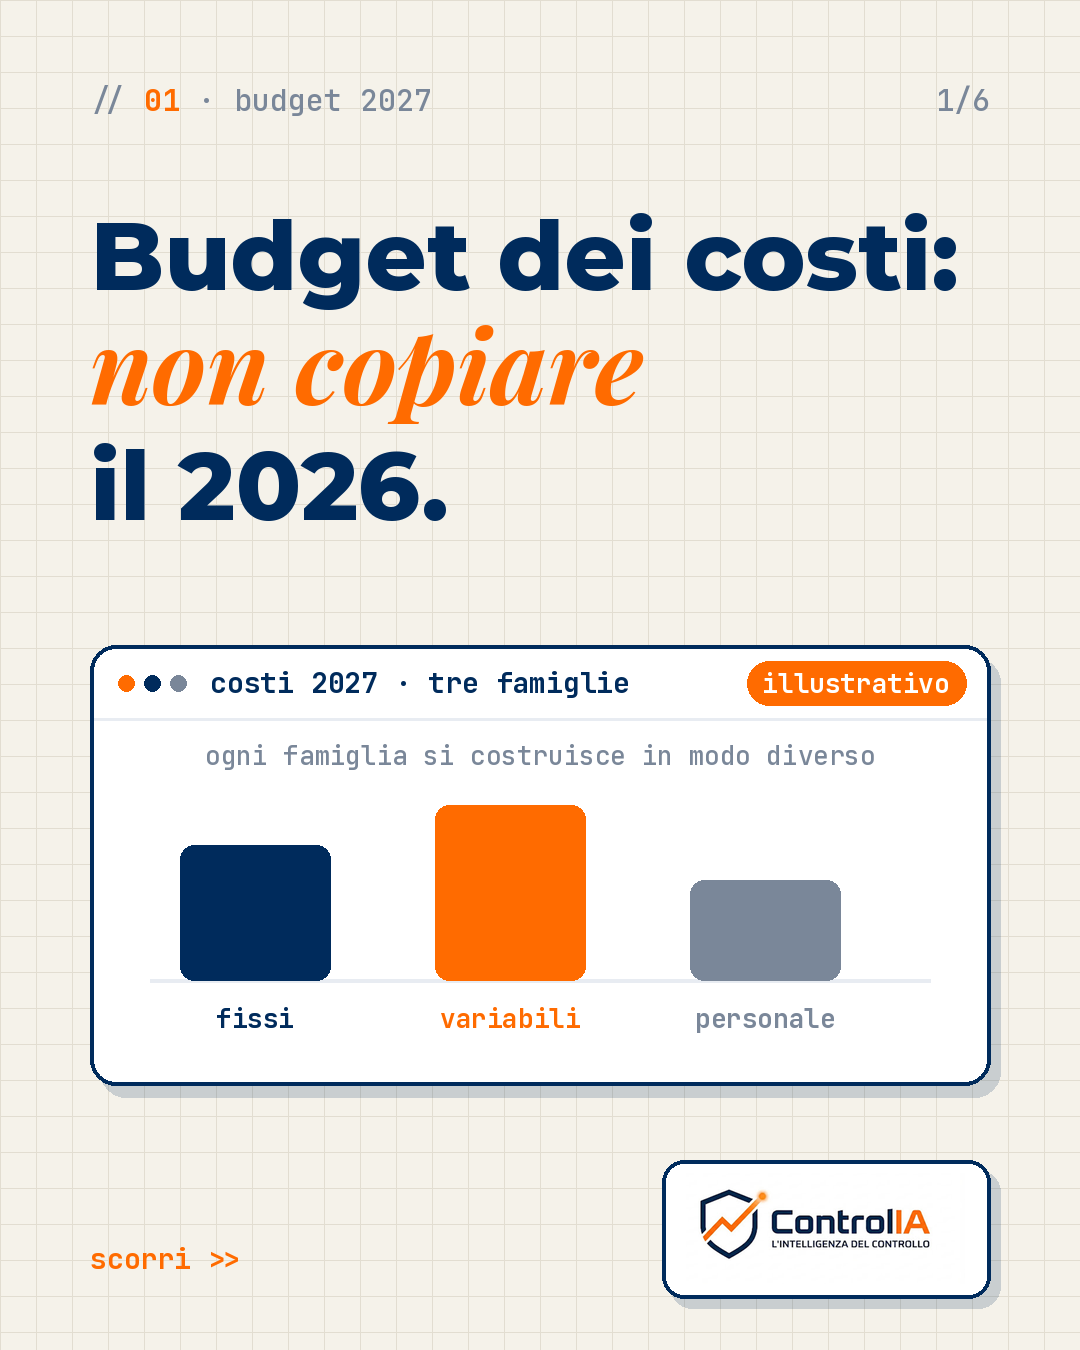 // 01 · budget 2027
1/6
Budget dei costi:
non copiare
il 2026.
costi 2027 · tre famiglie
illustrativo
ogni famiglia si costruisce in modo diverso
fissi
variabili
personale
scorri >>
ControlIA
L'INTELLIGENZA DEL CONTROLLO